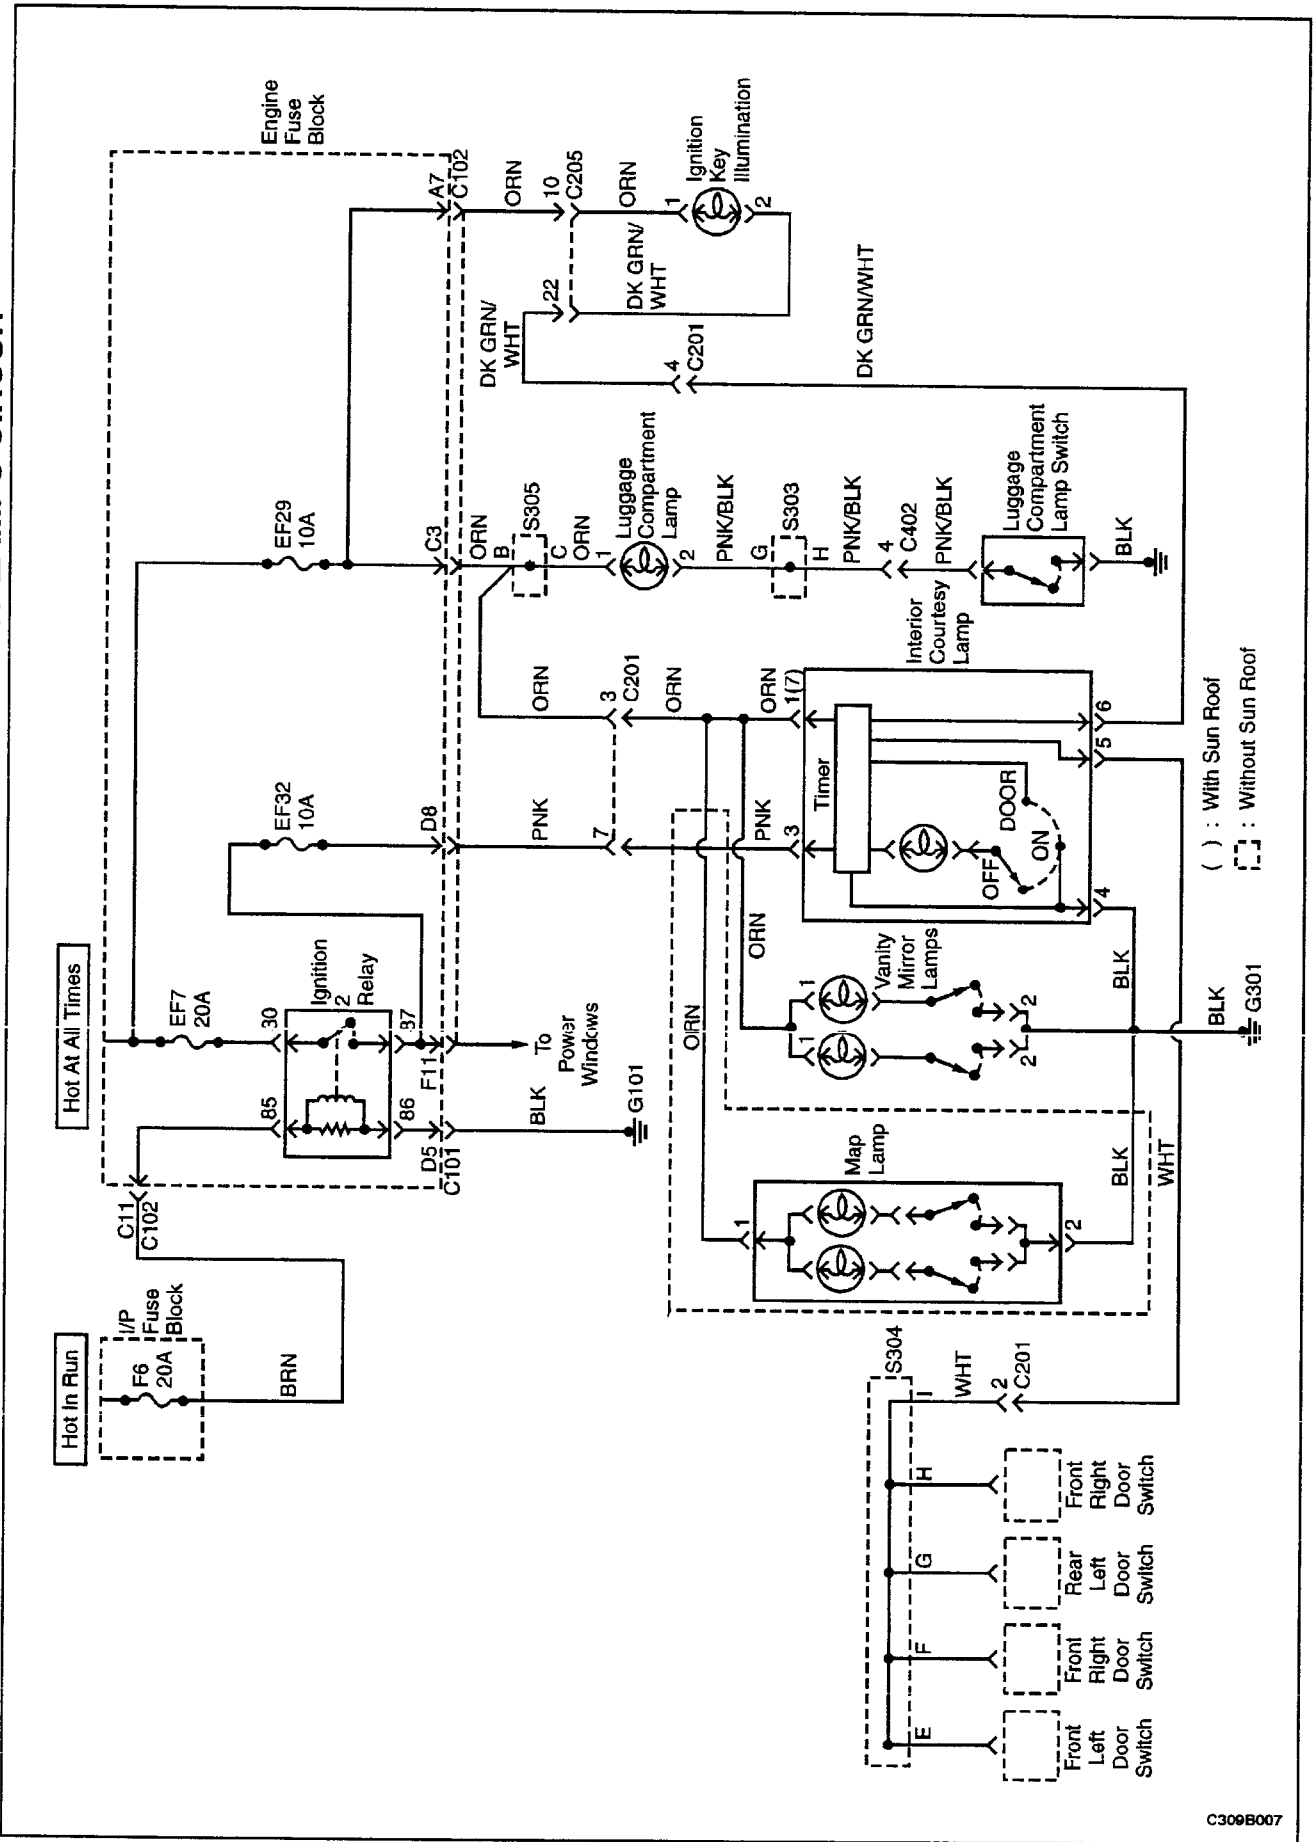 Hot In Run
Hot At All Times
I/P
Fuse
Block
F6
20A
BRN
C11
C102
Engine
Fuse
Block
EF7
20A
EF32
10A
EF29
10A
85
30
Ignition
2
Relay
86
87
D5
C101
F11
D8
C3
A7
C102
BLK
G101
To
Power
Windows
PNK
7
ORN
3
C201
ORN
PNK
3
ORN
1(7)
ORN
B
S305
C
ORN
1
Luggage
Compartment
Lamp
2
PNK/BLK
G
S303
H
PNK/BLK
4
C402
PNK/BLK
Luggage
Compartment
Lamp Switch
BLK
ORN
10
C205
ORN
1
Ignition
Key
Illumination
2
DK GRN/
WHT
22
DK GRN/
WHT
4
C201
DK GRN/WHT
Interior
Courtesy
Lamp
Timer
DOOR
ON
OFF
4
5
6
ORN
ORN
1
1
Vanity
Mirror
Lamps
2
2
BLK
BLK
G301
1
Map
Lamp
2
BLK
WHT
S304
I
WHT
2
C201
E
F
G
H
Front
Left
Door
Switch
Front
Right
Door
Switch
Rear
Left
Door
Switch
Front
Right
Door
Switch
( ) : With Sun Roof
: Without Sun Roof
C309B007